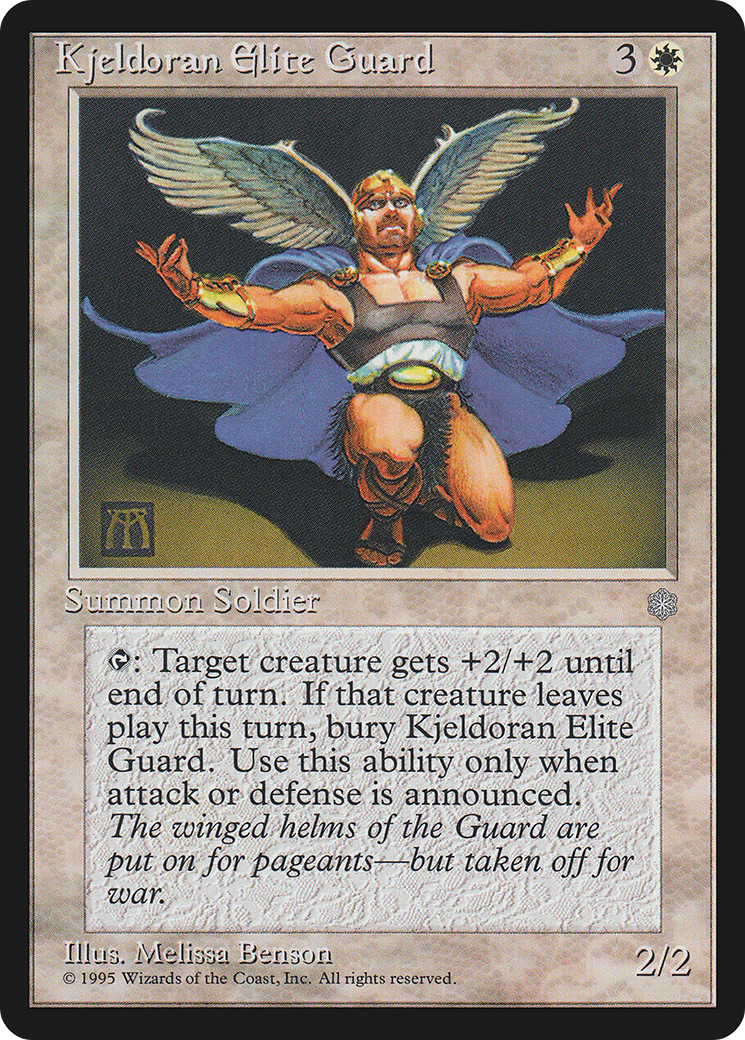 Kjeldoran Elite Guard 3
Summon Soldier
: Target creature gets +2/+2 until
end of turn. If that creature leaves
play this turn, bury Kjeldoran Elite
Guard. Use this ability only when
attack or defense is announced.
The winged helms of the Guard are
put on for pageants—but taken off for
war.
Illus. Melissa Benson
© 1995 Wizards of the Coast, Inc. All rights reserved.
2/2